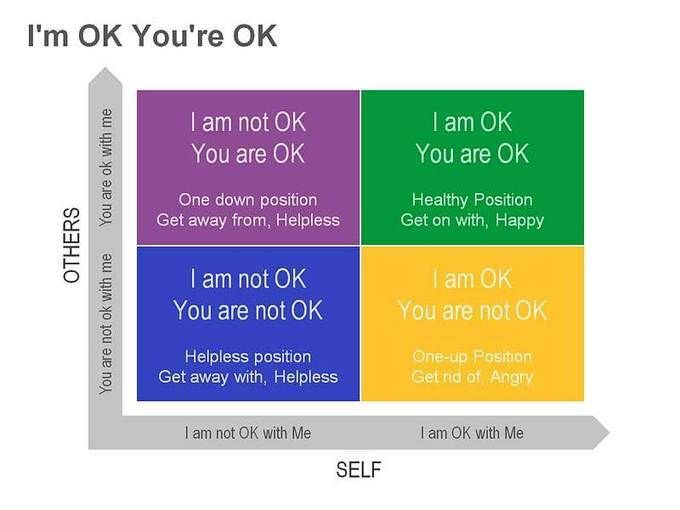 I'm OK You're OK
OTHERS
You are ok with me
You are not ok with me
I am not OK
You are OK
One down position
Get away from, Helpless
I am OK
You are OK
Healthy Position
Get on with, Happy
I am not OK
You are not OK
Helpless position
Get away with, Helpless
I am OK
You are not OK
One-up Position
Get rid of, Angry
I am not OK with Me
I am OK with Me
SELF